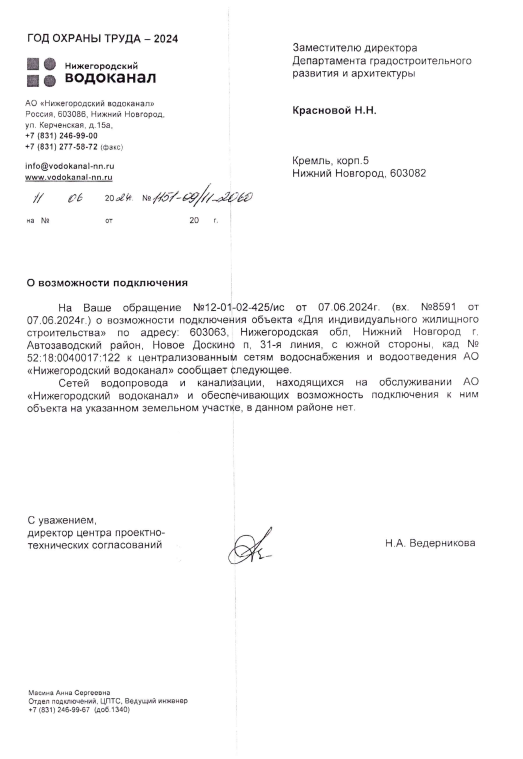 ГОД ОХРАНЫ ТРУДА – 2024
Нижегородский
водоканал
АО «Нижегородский водоканал»
Россия, 603086, Нижний Новгород,
ул. Керченская, д.15а,
+7 (831) 246-99-00
+7 (831) 277-58-72 (факс)
info@vodokanal-nn.ru
www.vodokanal-nn.ru
11 06 2024г. № 1151-09/11-2060
на № от 20 г.
Заместителю директора
Департамента градостроительного
развития и архитектуры
Красновой Н.Н.
Кремль, корп.5
Нижний Новгород, 603082
О возможности подключения
На Ваше обращение №12-01-02-425/ис от 07.06.2024г. (вх. №8591 от
07.06.2024г.) о возможности подключения объекта «Для индивидуального жилищного
строительства» по адресу: 603063, Нижегородская обл, Нижний Новгород г,
Автозаводский район, Новое Доскино п, 31-я линия, с южной стороны, кад №
52:18:0040017:122 к централизованным сетям водоснабжения и водоотведения АО
«Нижегородский водоканал» сообщает следующее.
Сетей водопровода и канализации, находящихся на обслуживании АО
«Нижегородский водоканал» и обеспечивающих возможность подключения к ним
объекта на указанном земельном участке, в данном районе нет.
С уважением,
директор центра проектно-
технических согласований
Н.А. Ведерникова
Масина Анна Сергеевна
Отдел подключений, ЦПТС, Ведущий инженер
+7 (831) 246-99-67 (доб.1340)